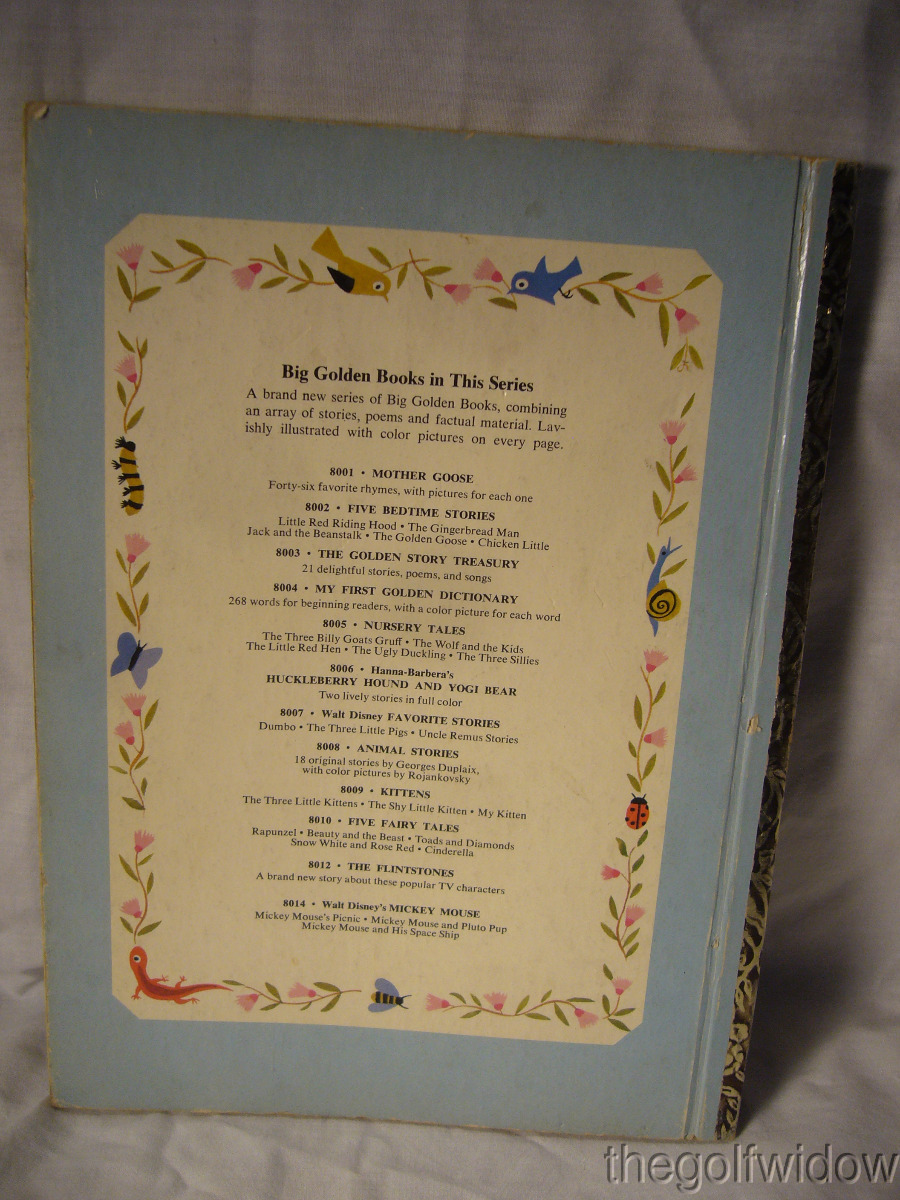 Big Golden Books in This Series
A brand new series of Big Golden Books, combining
an array of stories, poems and factual material. Lav-
ishly illustrated with color pictures on every page.
8001 • MOTHER GOOSE
Forty-six favorite rhymes, with pictures for each one
8002 • FIVE BEDTIME STORIES
Little Red Riding Hood • The Gingerbread Man
Jack and the Beanstalk • The Golden Goose • Chicken Little
8003 • THE GOLDEN STORY TREASURY
21 delightful stories, poems, and songs
8004 • MY FIRST GOLDEN DICTIONARY
268 words for beginning readers, with a color picture for each word
8005 • NURSERY TALES
The Three Billy Goats Gruff • The Wolf and the Kids
The Little Red Hen • The Ugly Duckling • The Three Sillies
8006 • Hanna-Barbera's
HUCKLEBERRY HOUND AND YOGI BEAR
Two lively stories in full color
8007 • Walt Disney FAVORITE STORIES
Dumbo • The Three Little Pigs • Uncle Remus Stories
8008 • ANIMAL STORIES
18 original stories by Georges Duplaix,
with color pictures by Rojankovsky
8009 • KITTENS
The Three Little Kittens • The Shy Little Kitten • My Kitten
8010 • FIVE FAIRY TALES
Rapunzel • Beauty and the Beast • Toads and Diamonds
Snow White and Rose Red • Cinderella
8012 • THE FLINTSTONES
A brand new story about these popular TV characters
8014 • Walt Disney's MICKEY MOUSE
Mickey Mouse's Picnic • Mickey Mouse and Pluto Pup
Mickey Mouse and His Space Ship
thegolfwidow